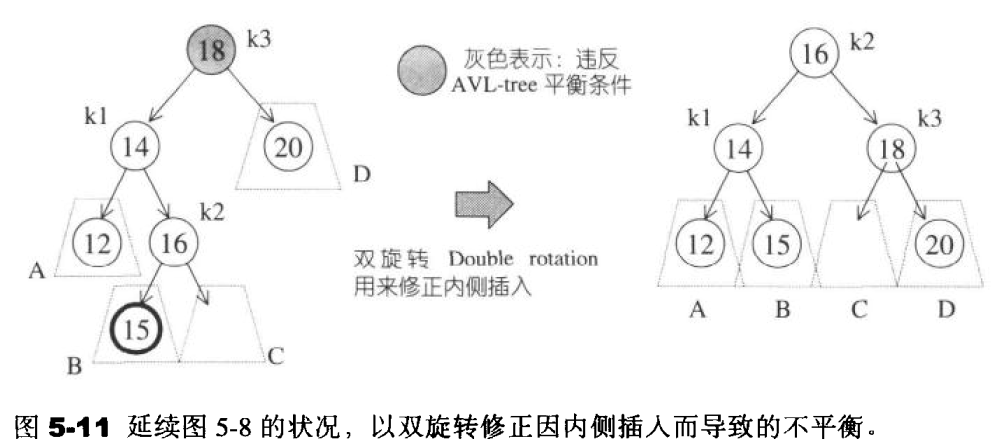 18 k3
灰色表示：违反
AVL-tree 平衡条件
16 k2
k1
14
20
D
k1
14
k3
18
12
A
k2
16
双旋转 Double rotation
用来修正内侧插入
12
15
20
15
B
C
A B C D
图 5-11 延续图 5-8 的状况，以双旋转修正因内侧插入而导致的不平衡。